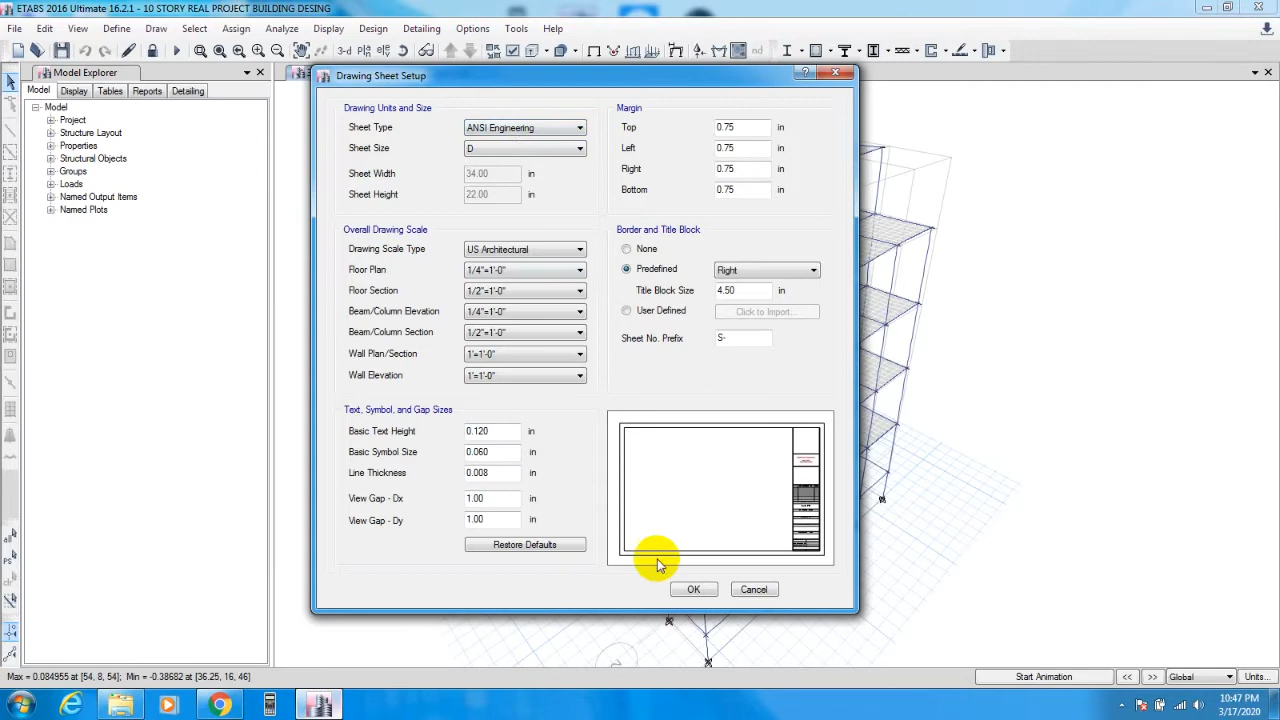 ETABS 2016 Ultimate 16.2.1 - 10 STORY REAL PROJECT BUILDING DESING
File Edit View Define Draw Select Assign Analyze Display Design Detailing Options Tools Help
3-d
nd
Model Explorer
Model Display Tables Reports Detailing
Model
Project
Structure Layout
Properties
Structural Objects
Groups
Loads
Named Output Items
Named Plots
Drawing Sheet Setup
Drawing Units and Size
Sheet Type ANSI Engineering
Sheet Size D
Sheet Width 34.00 in
Sheet Height 22.00 in
Overall Drawing Scale
Drawing Scale Type US Architectural
Floor Plan 1/4"=1'-0"
Floor Section 1/2"=1'-0"
Beam/Column Elevation 1/4"=1'-0"
Beam/Column Section 1/2"=1'-0"
Wall Plan/Section 1'=1'-0"
Wall Elevation 1'=1'-0"
Text, Symbol, and Gap Sizes
Basic Text Height 0.120 in
Basic Symbol Size 0.060 in
Line Thickness 0.008 in
View Gap - Dx 1.00 in
View Gap - Dy 1.00 in
Restore Defaults
Margin
Top 0.75 in
Left 0.75 in
Right 0.75 in
Bottom 0.75 in
Border and Title Block
None
Predefined Right
Title Block Size 4.50 in
User Defined Click to Import...
Sheet No. Prefix S-
OK Cancel
PS
Max = 0.084955 at [54, 8, 54]; Min = -0.38682 at [36.25, 16, 46]
Start Animation << >> Global Units...
10:47 PM
3/17/2020